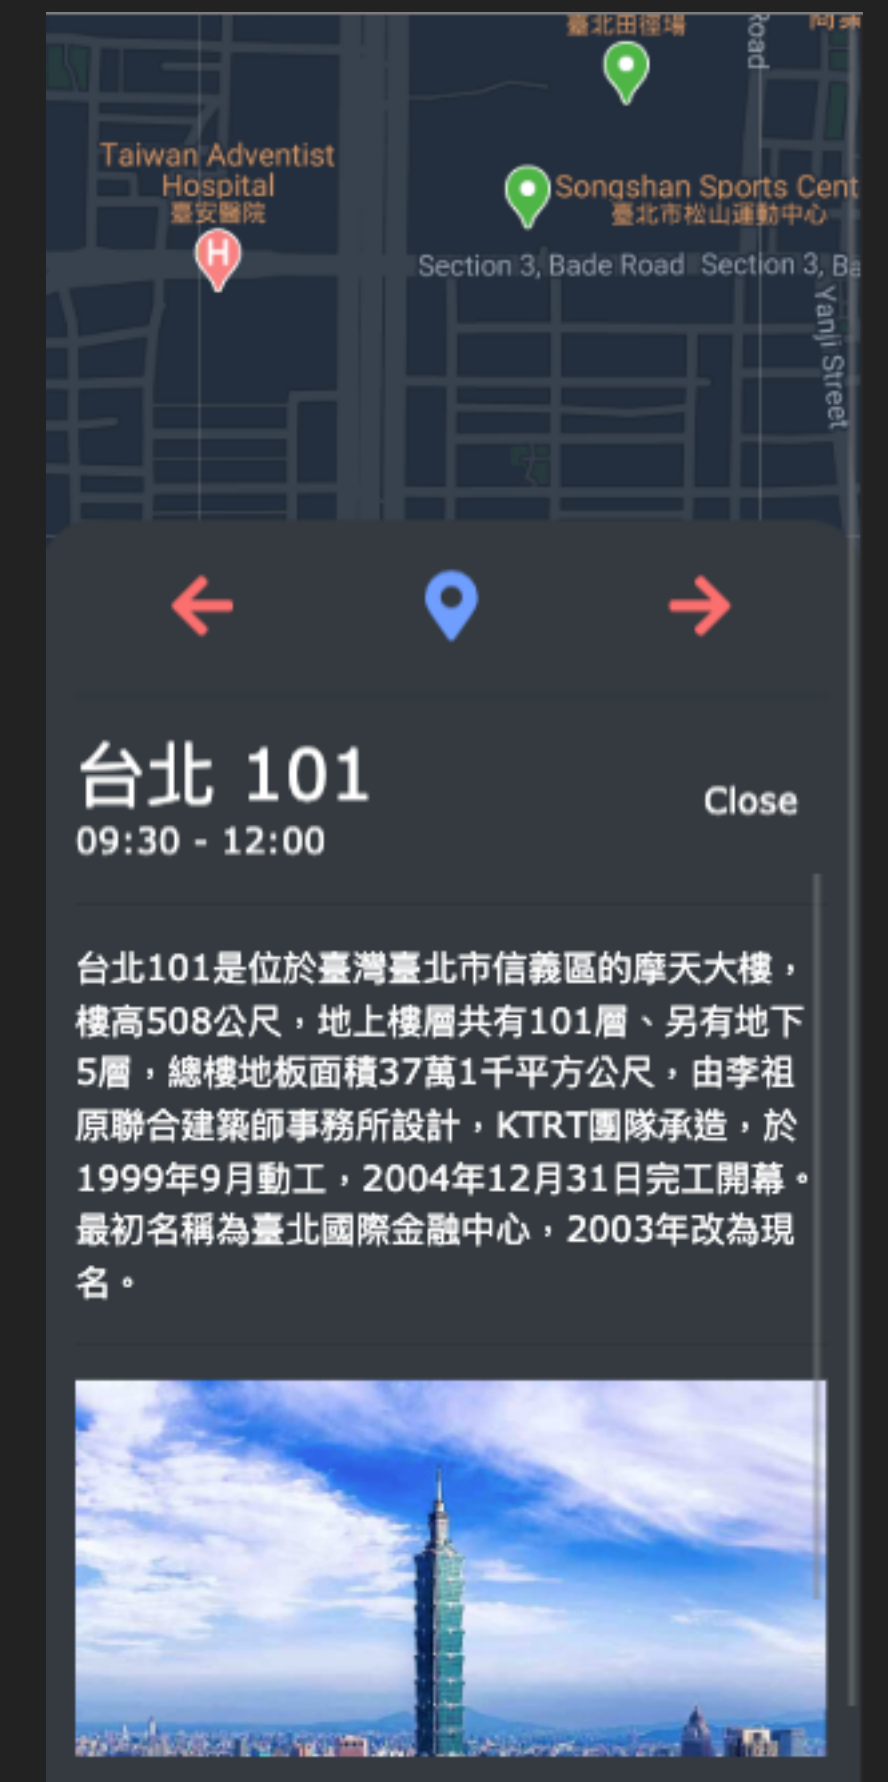 臺北田徑場
Road
Taiwan Adventist
Hospital
臺安醫院
H
Songshan Sports Cent
臺北市松山運動中心
Section 3, Bade Road
Section 3, Ba
Yanji Street
台北 101
Close
09:30 - 12:00
台北101是位於臺灣臺北市信義區的摩天大樓，
樓高508公尺，地上樓層共有101層、另有地下
5層，總樓地板面積37萬1千平方公尺，由李祖
原聯合建築師事務所設計，KTRT團隊承造，於
1999年9月動工，2004年12月31日完工開幕。
最初名稱為臺北國際金融中心，2003年改為現
名。